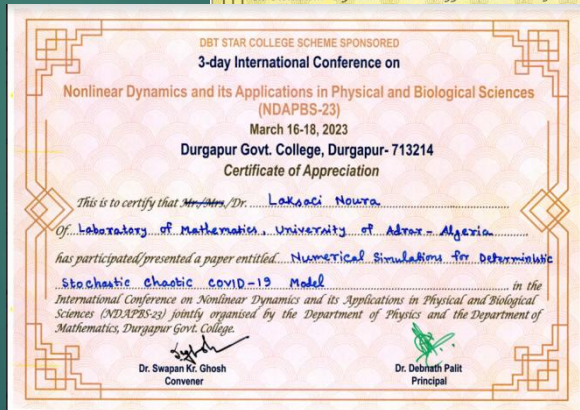 DBT STAR COLLEGE SCHEME SPONSORED
3-day International Conference on
Nonlinear Dynamics and its Applications in Physical and Biological Sciences
(NDAPBS-23)
March 16-18, 2023
Durgapur Govt. College, Durgapur- 713214
Certificate of Appreciation
This is to certify that Mr./Mrs./Dr. Laksaci Noura
Of Laboratory of Mathematics, University of Adrar - Algeria
has participated/presented a paper entitled Numerical Simulations for Deterministic
Stochastic Chaotic COVID-19 Model in the
International Conference on Nonlinear Dynamics and its Applications in Physical and Biological
Sciences (NDAPBS-23) jointly organised by the Department of Physics and the Department of
Mathematics, Durgapur Govt. College.
Dr. Swapan Kr. Ghosh
Convener
Dr. Debnath Palit
Principal